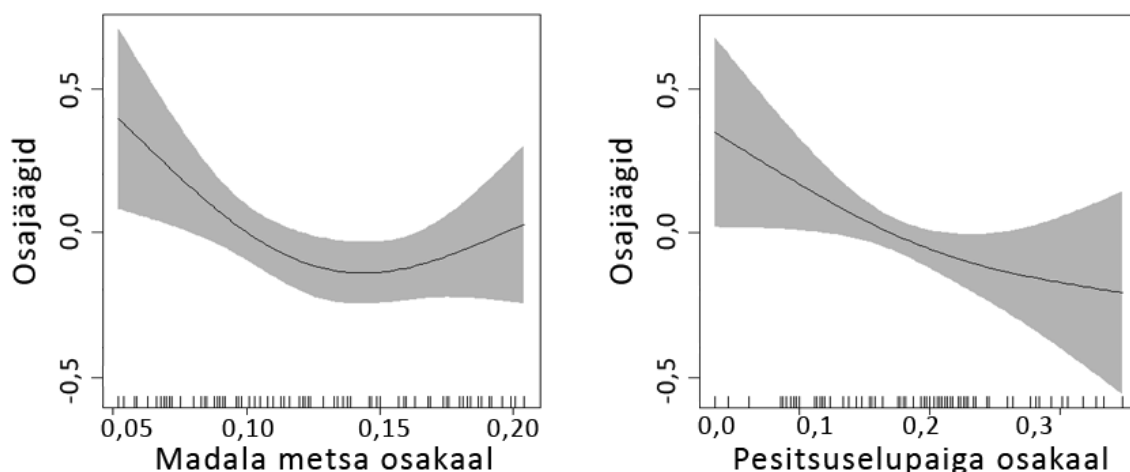 Osajäägid
0,5
0,0
-0,5
0,05 0,10 0,15 0,20
Madala metsa osakaal
Osajäägid
0,5
0,0
-0,5
0,0 0,1 0,2 0,3
Pesitsuselupaiga osakaal